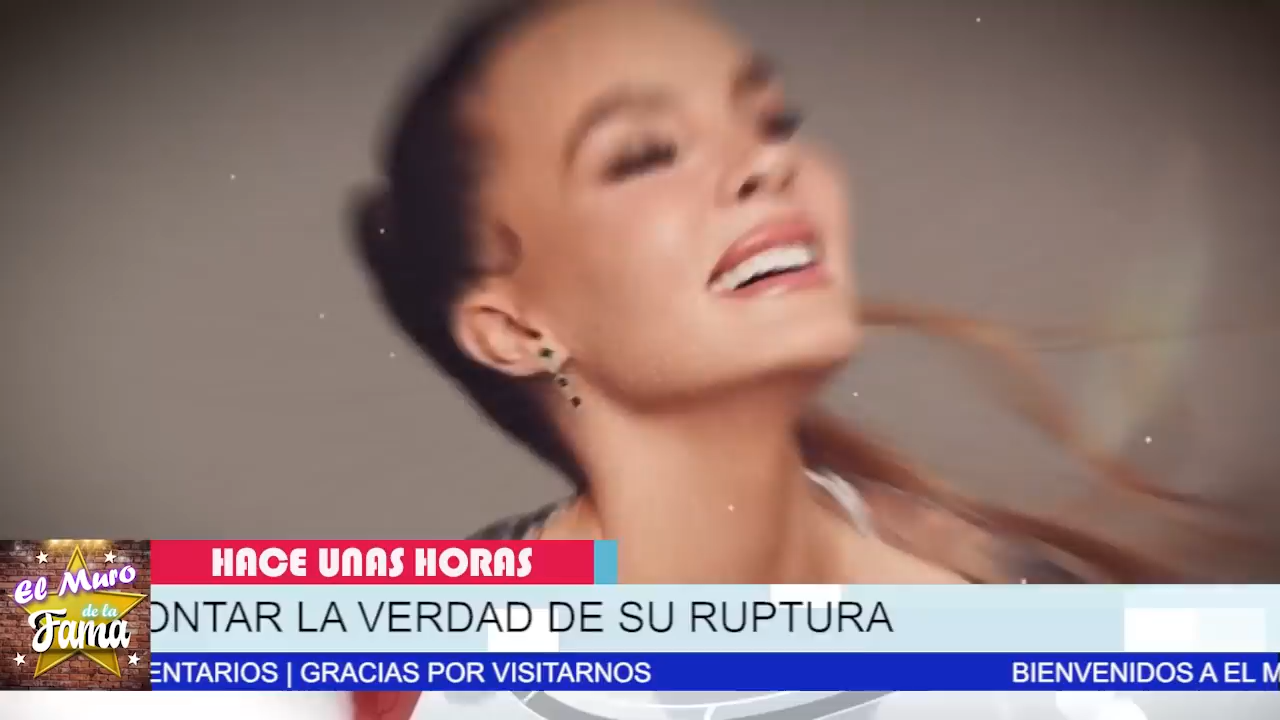 HACE UNAS HORAS
El Muro
de la
Fama
ONTAR LA VERDAD DE SU RUPTURA
ENTARIOS | GRACIAS POR VISITARNOS BIENVENIDOS A EL M